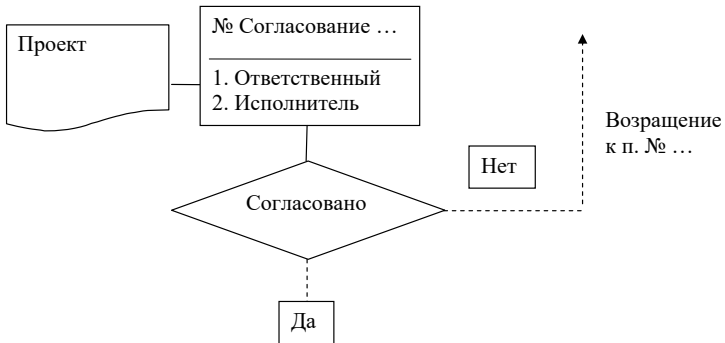 Проект
№ Согласование …
1. Ответственный
2. Исполнитель
Возращение
к п. № …
Нет
Согласовано
Да